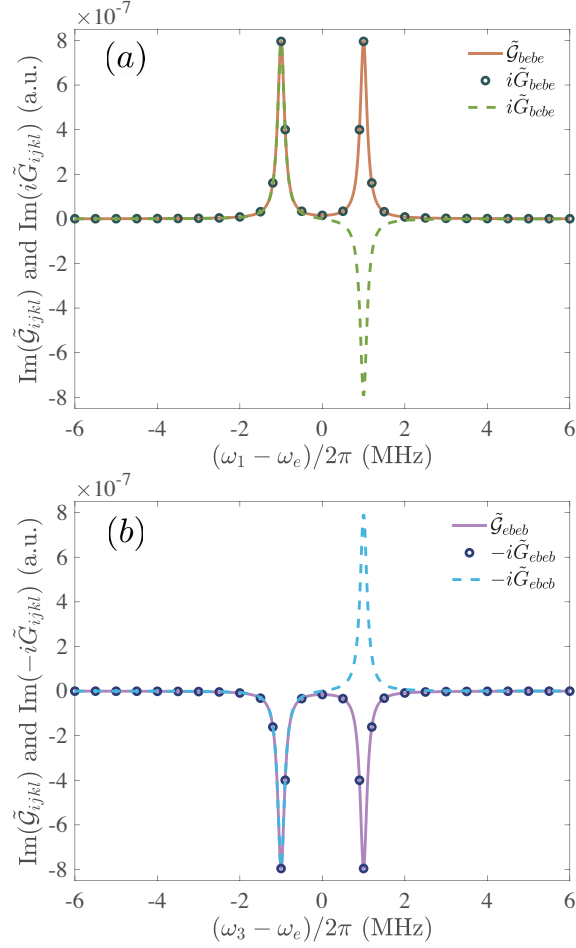 ×10⁻⁷
(a)
𝒢̃_{bebe}
iG̃_{bebe}
iG̃_{bcbe}
8
6
4
2
0
-2
-4
-6
-8
Im(𝒢̃_{ijkl}) and Im(iG̃_{ijkl}) (a.u.)
-6 -4 -2 0 2 4 6
(ω₁ − ω_e)/2π (MHz)
×10⁻⁷
(b)
𝒢̃_{ebeb}
−iG̃_{ebeb}
−iG̃_{ebcb}
8
6
4
2
0
-2
-4
-6
-8
Im(𝒢̃_{ijkl}) and Im(−iG̃_{ijkl}) (a.u.)
-6 -4 -2 0 2 4 6
(ω₃ − ω_e)/2π (MHz)